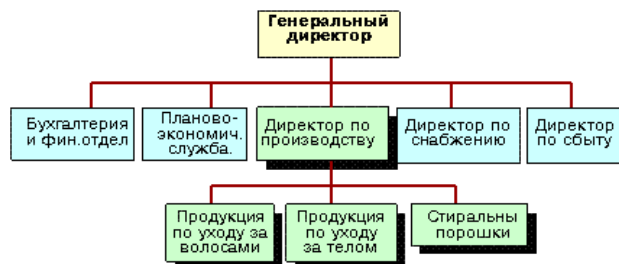 Генеральный
директор
Бухгалтерия
и фин.отдел
Планово-
экономич.
служба.
Директор по
производству
Директор по
снабжению
Директор
по сбыту
Продукция
по уходу за
волосами
Продукция
по уходу
за телом
Стиральны
порошки